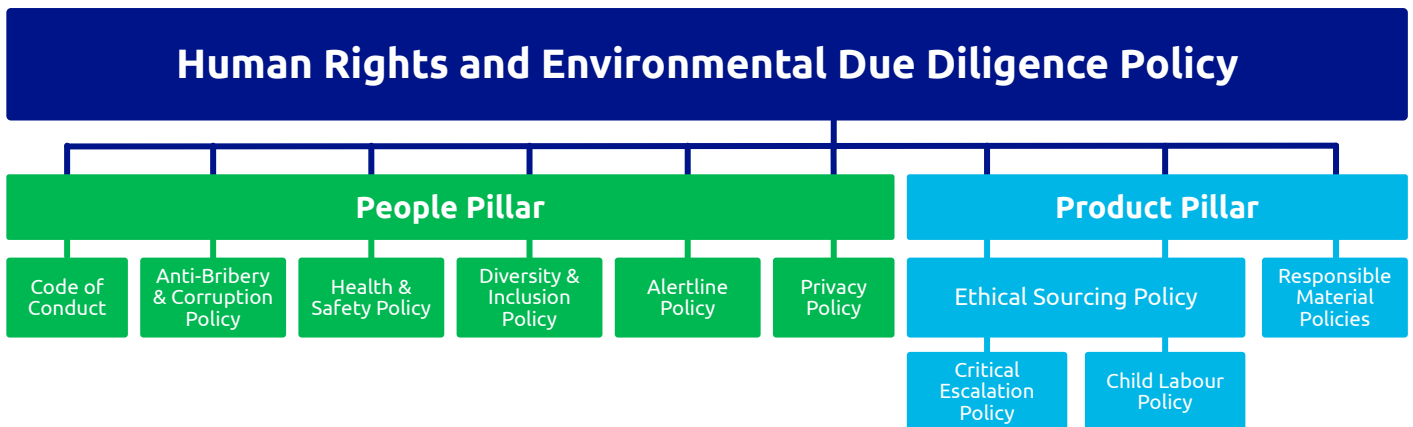 Human Rights and Environmental Due Diligence Policy
People Pillar
Product Pillar
Code of
Conduct
Anti-Bribery
& Corruption
Policy
Health &
Safety Policy
Diversity &
Inclusion
Policy
Alertline
Policy
Privacy
Policy
Ethical Sourcing Policy
Responsible
Material
Policies
Critical
Escalation
Policy
Child Labour
Policy